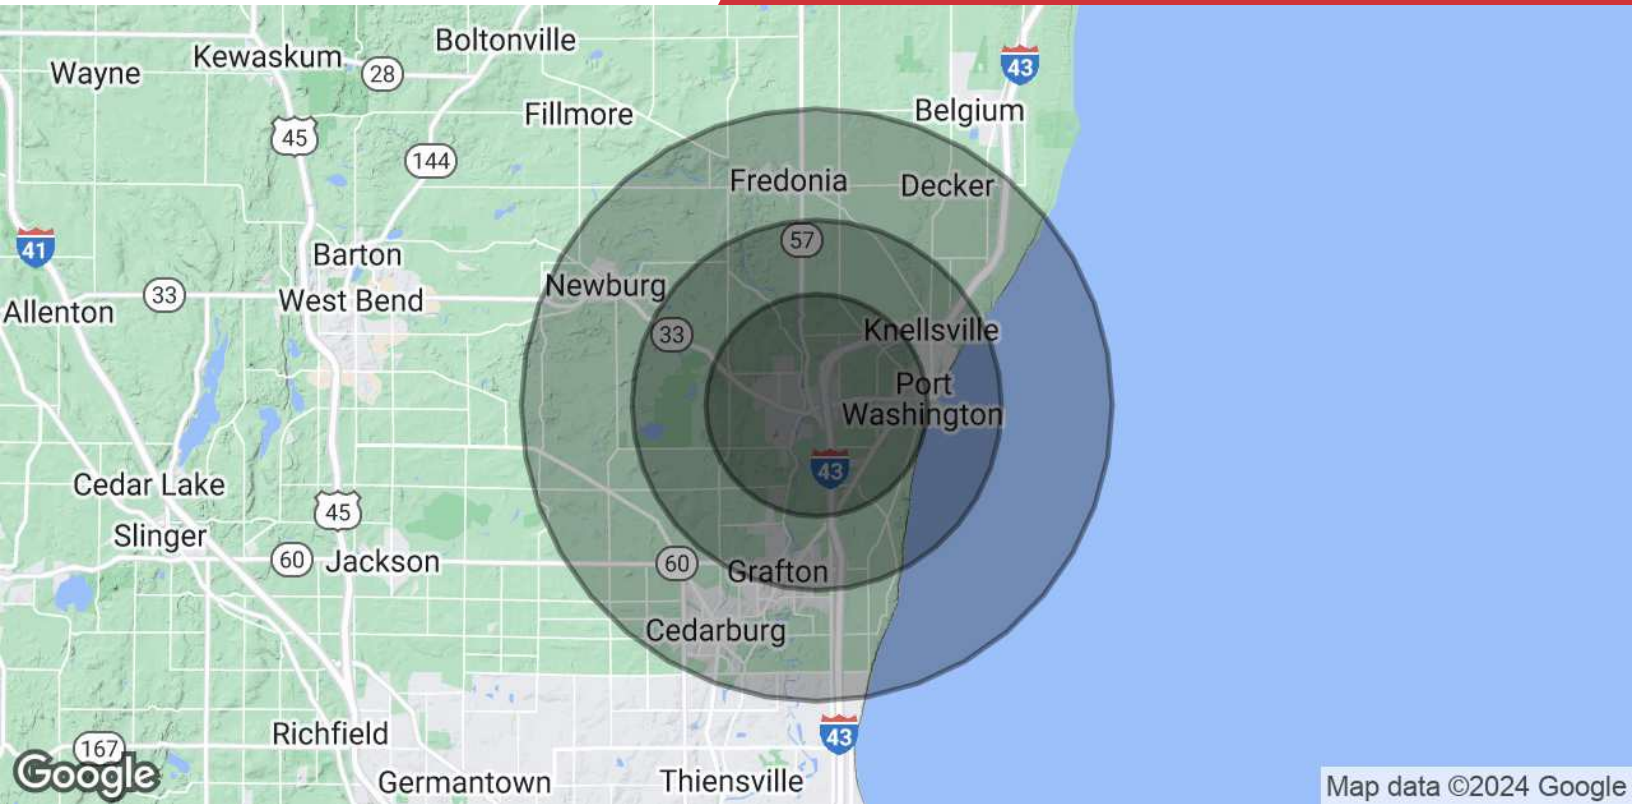 Boltonville
Kewaskum
28
43
Wayne
Belgium
Fillmore
45
144
Fredonia
Decker
41
57
Barton
Newburg
33
West Bend
Allenton
33
Knellsville
Port
Washington
43
Cedar Lake
45
Slinger
60
Jackson
60
Grafton
Cedarburg
Richfield
43
167
Google
Germantown
Thiensville
Map data ©2024 Google